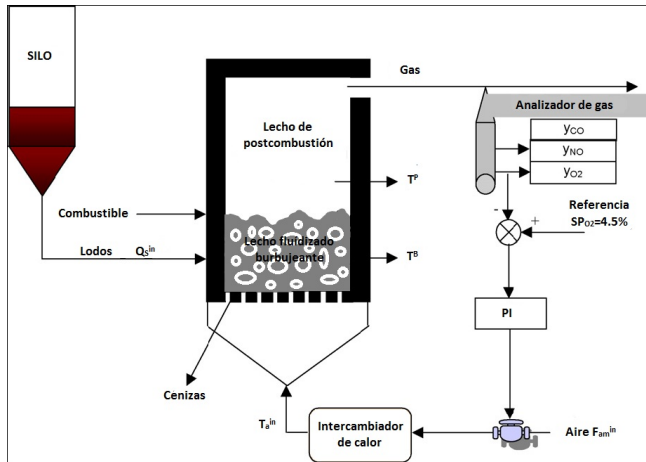 SILO
Gas
Analizador de gas
yCO
yNO
yO2
Lecho de
postcombustión
TP
Combustible
- +
Referencia
SPO2=4.5%
Lodos QSin
Lecho fluidizado
burbujeante
TB
PI
Cenizas
Tain
Intercambiador
de calor
Aire Famin